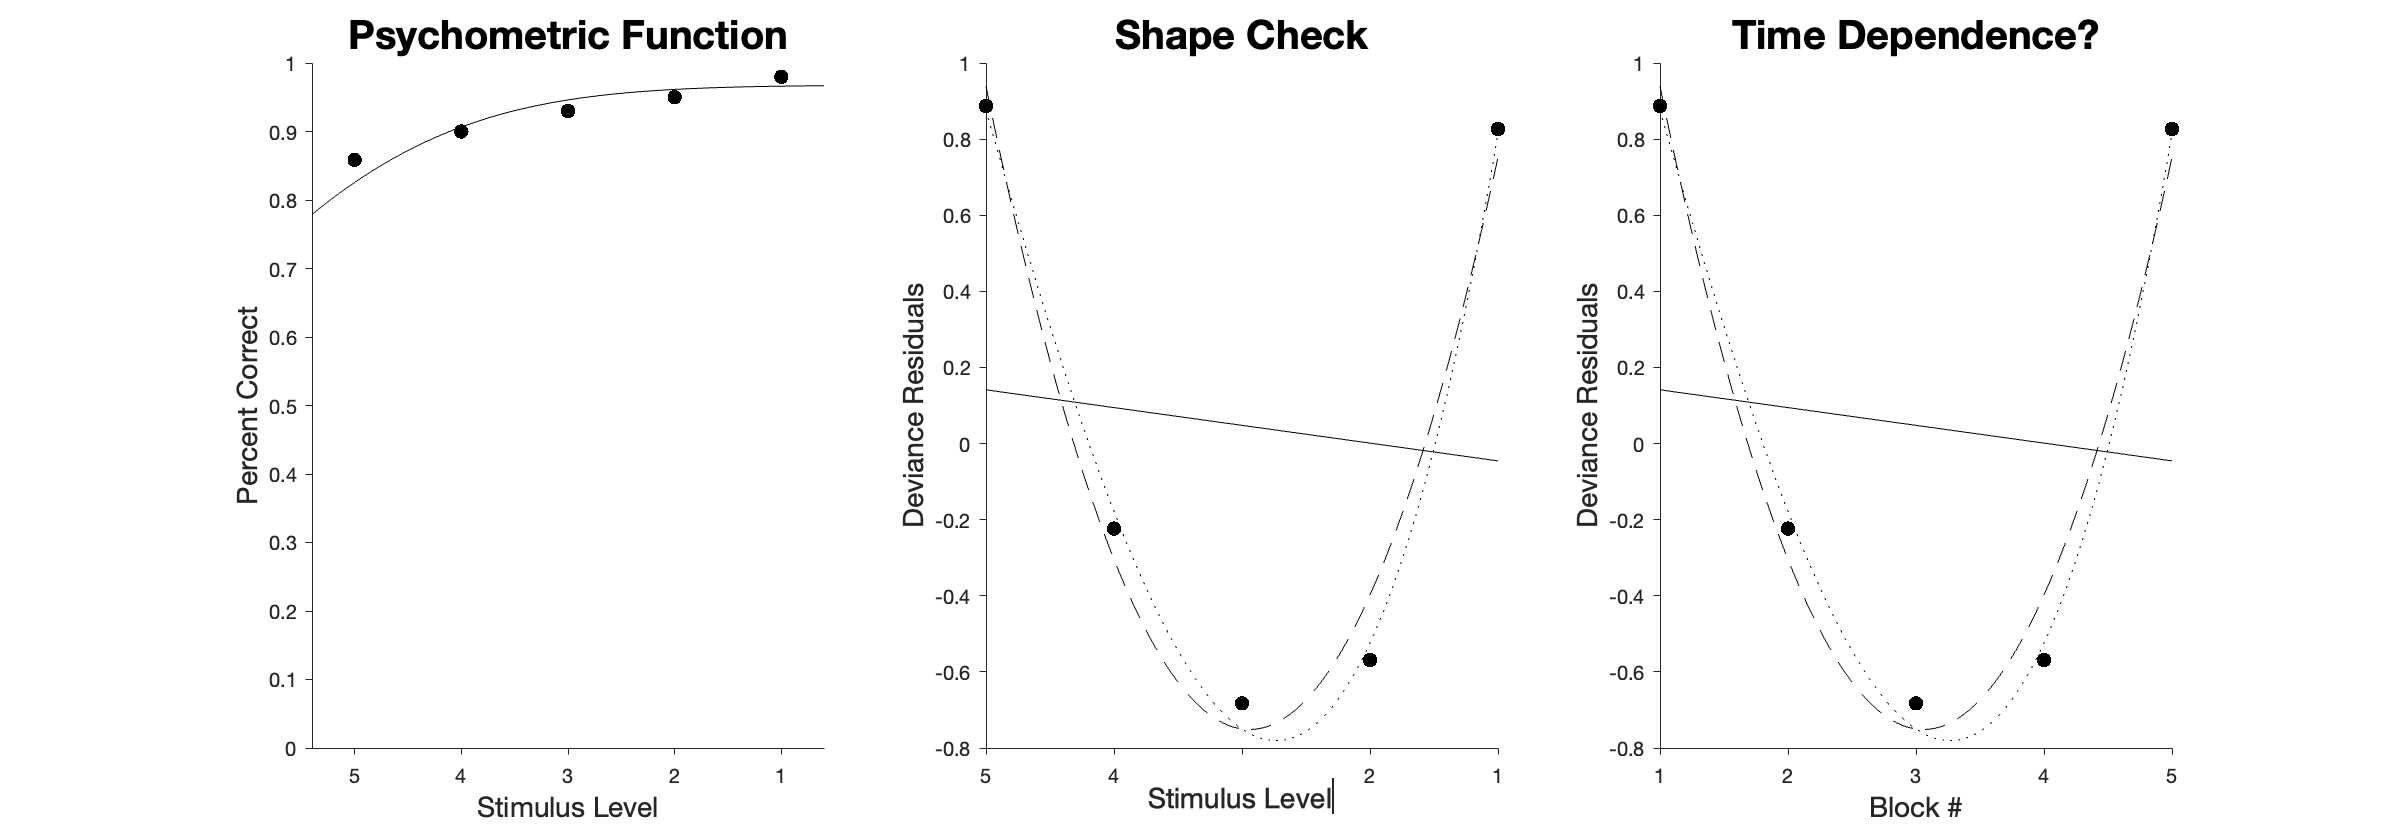 Psychometric Function
1
0.9
0.8
0.7
0.6
0.5
0.4
0.3
0.2
0.1
0
Percent Correct
5 4 3 2 1
Stimulus Level
Shape Check
1
0.8
0.6
0.4
0.2
0
-0.2
-0.4
-0.6
-0.8
Deviance Residuals
5 4 2 1
Stimulus Level
Time Dependence?
1
0.8
0.6
0.4
0.2
0
-0.2
-0.4
-0.6
-0.8
Deviance Residuals
1 2 3 4 5
Block #